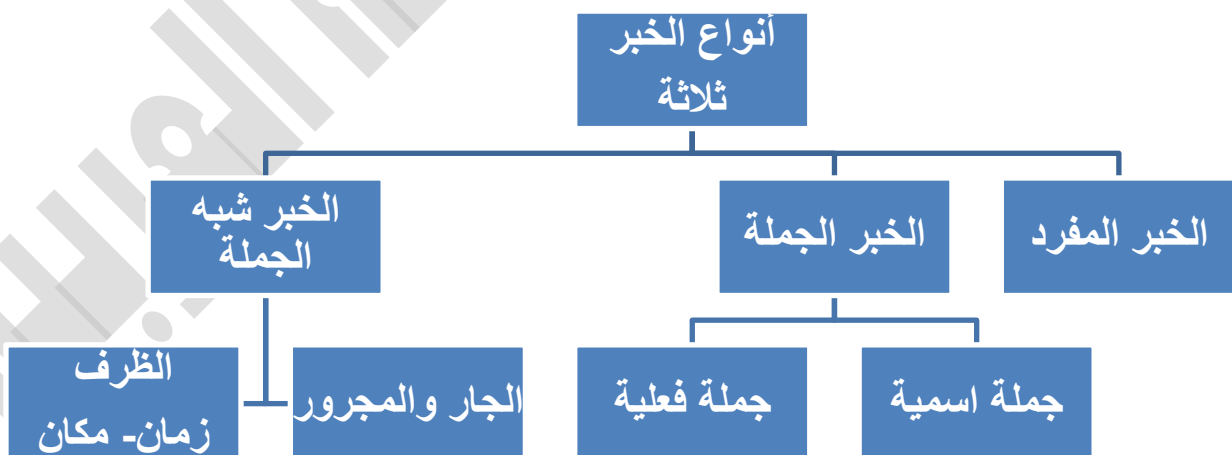 أنواع الخبر
ثلاثة
الخبر المفرد
الخبر الجملة
الخبر شبه
الجملة
جملة اسمية
جملة فعلية
الجار والمجرور
الظرف
زمان- مكان